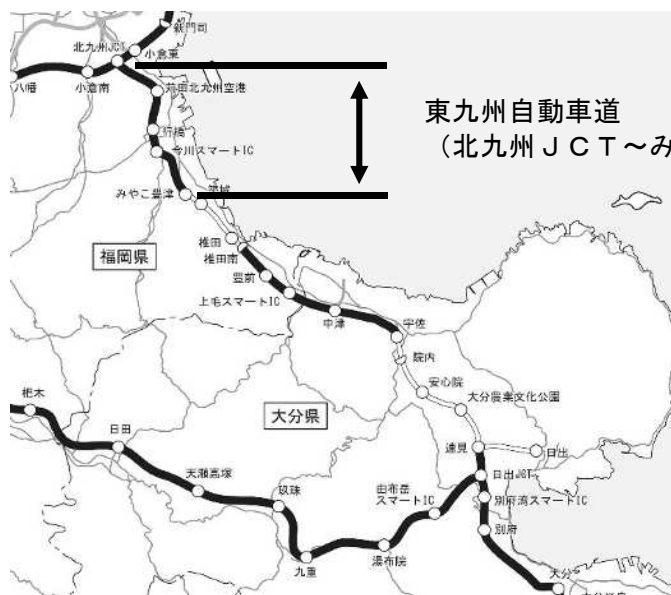 新門司
北九州JCT
小倉東
八幡
小倉南
苅田北九州空港
行橋
今川スマートIC
みやこ豊津
築城
東九州自動車道
（北九州ＪＣＴ～み
椎田
椎田南
福岡県
豊前
上毛スマートIC
中津
宇佐
院内
安心院
大分農業文化公園
杷木
日田
大分県
速見
日出
日出JCT
天瀬高塚
玖珠
由布岳
スマートIC
別府湾スマートIC
別府
湯布院
九重
大分